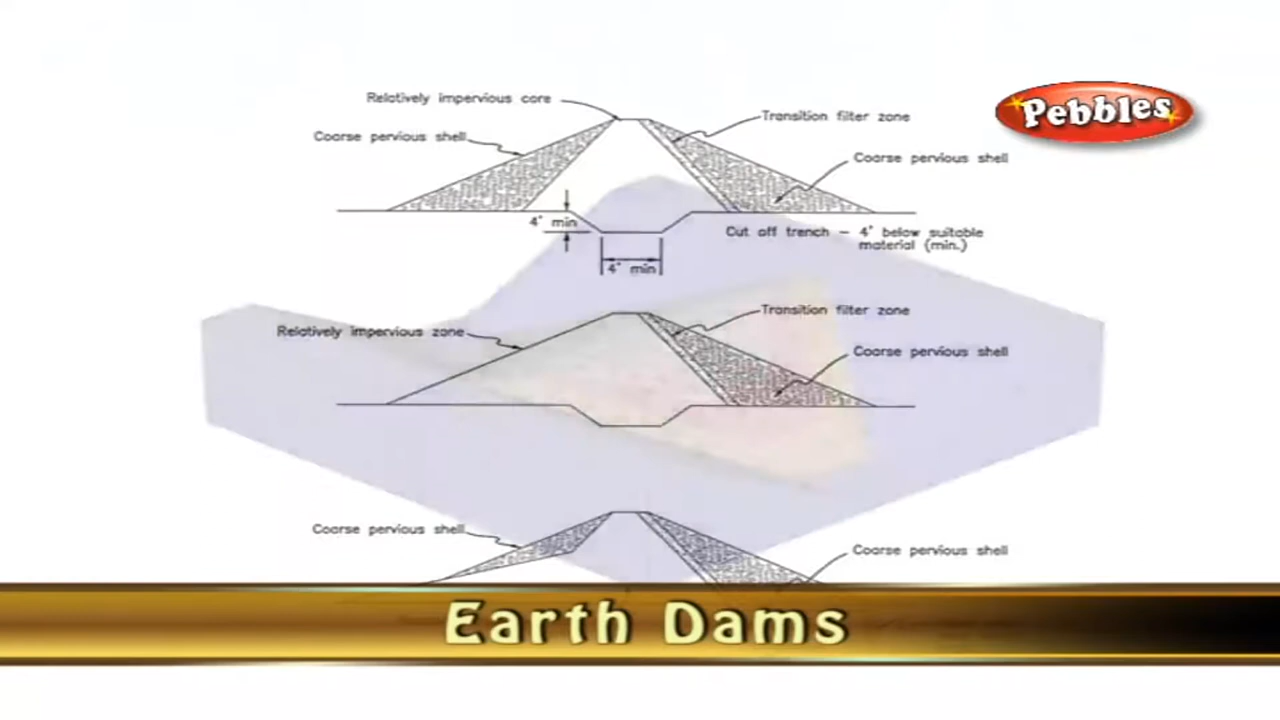 Relatively impervious core
Pebbles
Transition filter zone
Coarse pervious shell
Coarse pervious shell
4' min
Cut off trench - 4' below suitable
material (min.)
4' min
Transition filter zone
Relatively impervious zone
Coarse pervious shell
Coarse pervious shell
Coarse pervious shell
Earth Dams